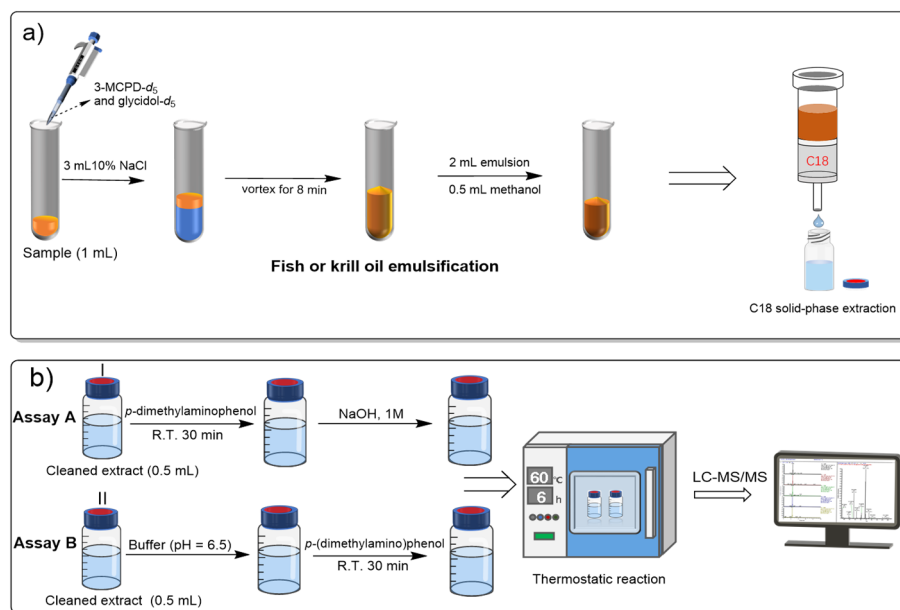 a)
3-MCPD-d5
and glycidol-d5
3 mL10% NaCl
vortex for 8 min
2 mL emulsion
0.5 mL methanol
C18
Sample (1 mL)
Fish or krill oil emulsification
C18 solid-phase extraction
b)
I
Assay A
p-dimethylaminophenol
R.T. 30 min
NaOH, 1M
Cleaned extract (0.5 mL)
II
Assay B
Buffer (pH = 6.5)
p-(dimethylamino)phenol
R.T. 30 min
Cleaned extract (0.5 mL)
60 °C
6 h
Thermostatic reaction
LC-MS/MS